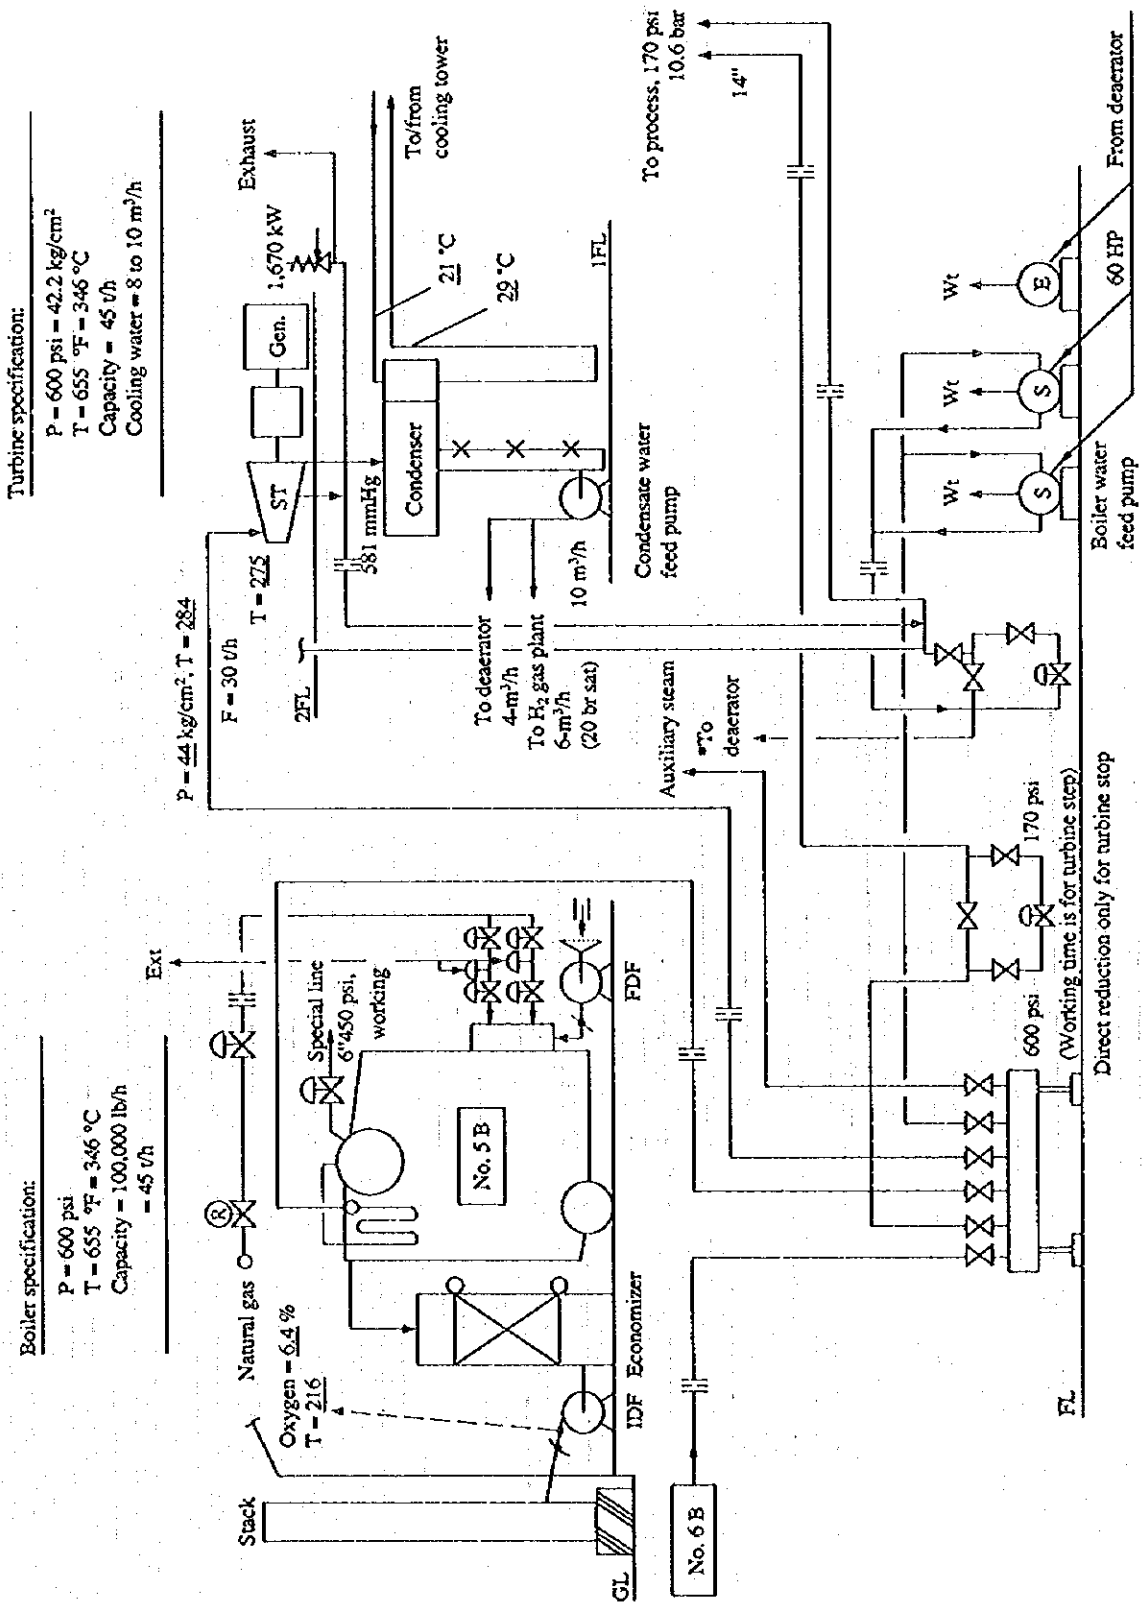 Boiler specification:
P = 600 psi
T = 655 °F = 346 °C
Capacity = 100,000 lb/h
= 45 t/h
Turbine specification:
P = 600 psi = 42.2 kg/cm²
T = 655 °F = 346 °C
Capacity = 45 t/h
Cooling water = 8 to 10 m³/h
Stack
Natural gas
R
Oxygen = 6.4 %
T = 216
Ext
Special line
6"450 psi,
working
No. 5 B
IDF
Economizer
FDF
GL
P = 44 kg/cm², T = 284
F = 30 t/h
T = 275
2FL
ST
Gen.
1,670 kW
Exhaust
581 mmHg
Condenser
21 °C
29 °C
To/from
cooling tower
To deaerator
4-m³/h
To H₂ gas plant
6-m³/h
(20 br sat)
10 m³/h
Condensate water
feed pump
1FL
Auxiliary steam
*To
deaerator
To process, 170 psi
10.6 bar
14"
No. 6 B
FL
600 psi
170 psi
(Working time is for turbine step)
Direct reduction only for turbine stop
Wt
Wt
Wt
S
S
E
Boiler water
feed pump
60 HP
From deaerator